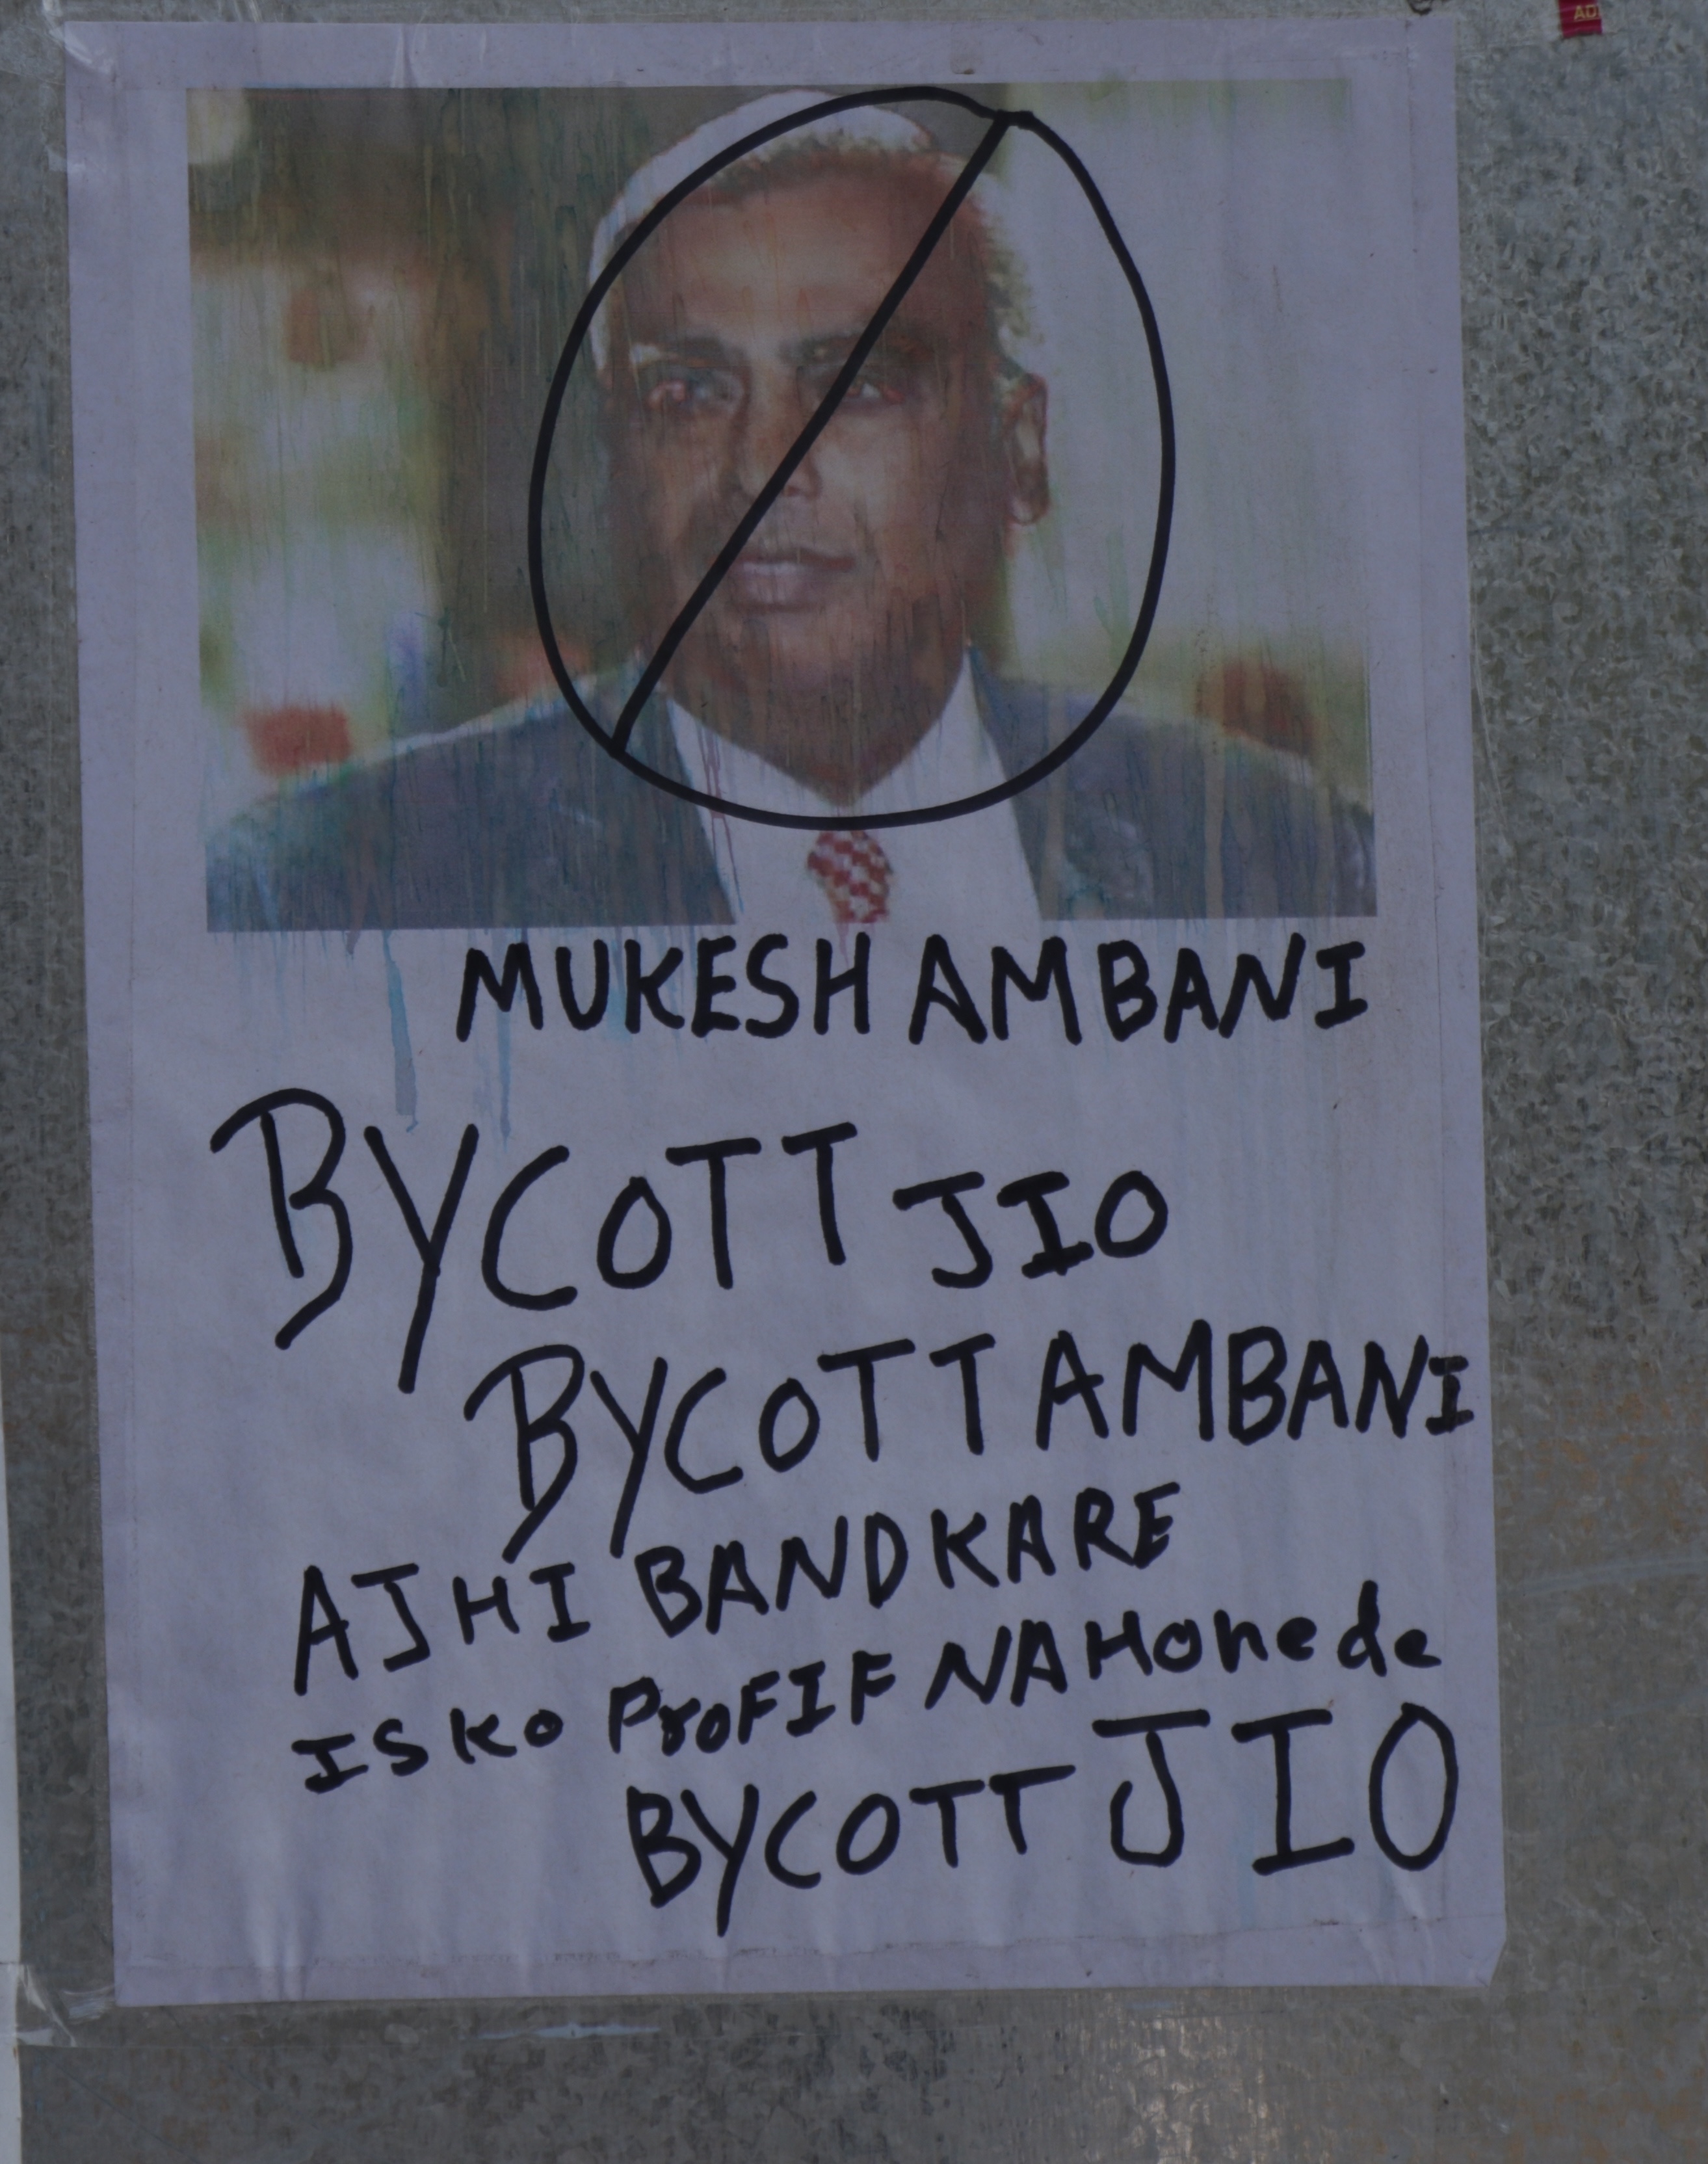 MUKESH AMBANI
BYCOTT JIO
BYCOTT AMBANI
AJHI BANDKARE
ISKO ProFIF NA Hone de
BYCOTT JIO